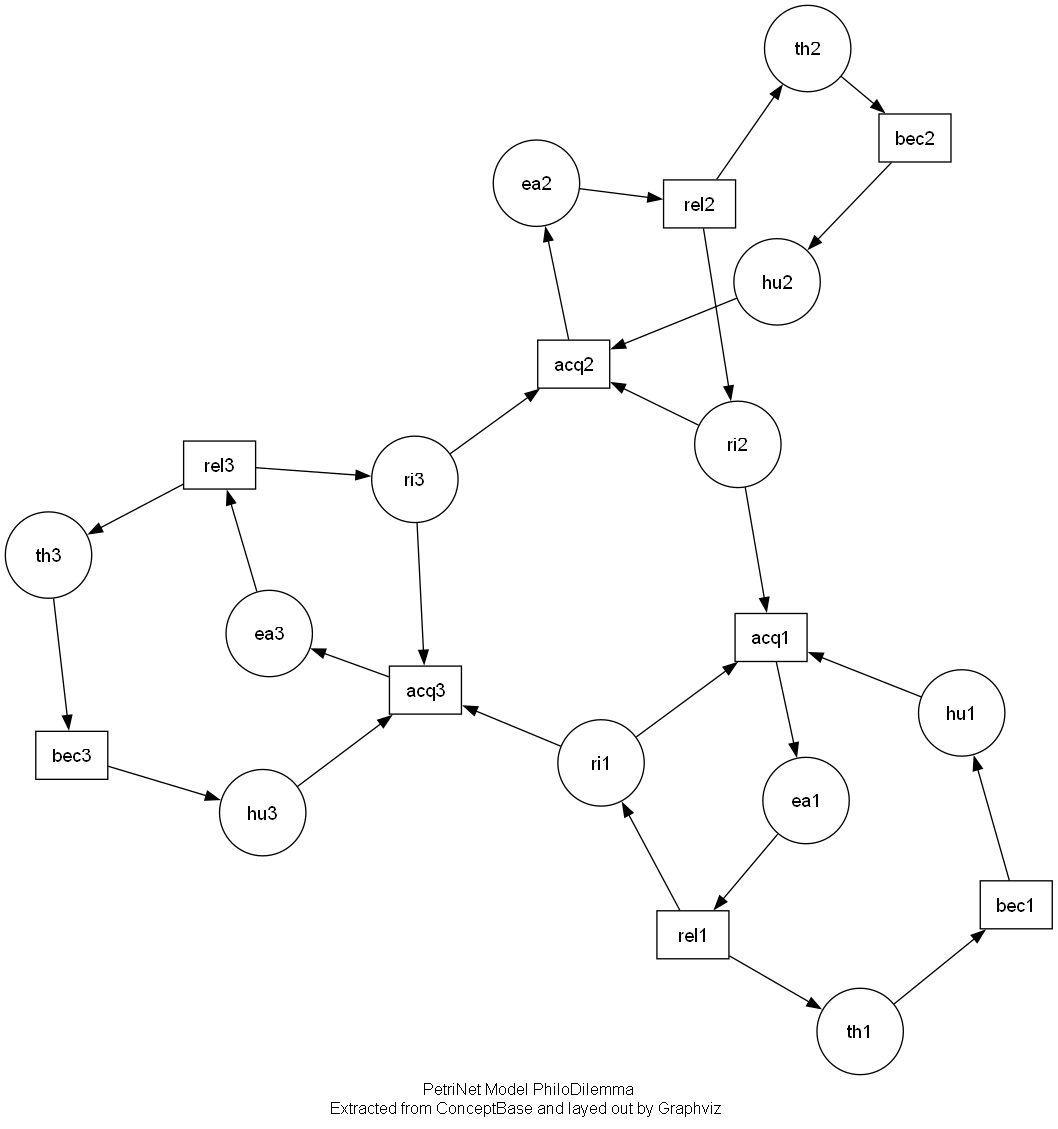 th2
bec2
ea2
rel2
hu2
acq2
ri2
rel3
ri3
th3
ea3
acq1
acq3
hu1
bec3
ri1
ea1
hu3
bec1
rel1
th1
PetriNet Model PhiloDilemma
Extracted from ConceptBase and layed out by Graphviz